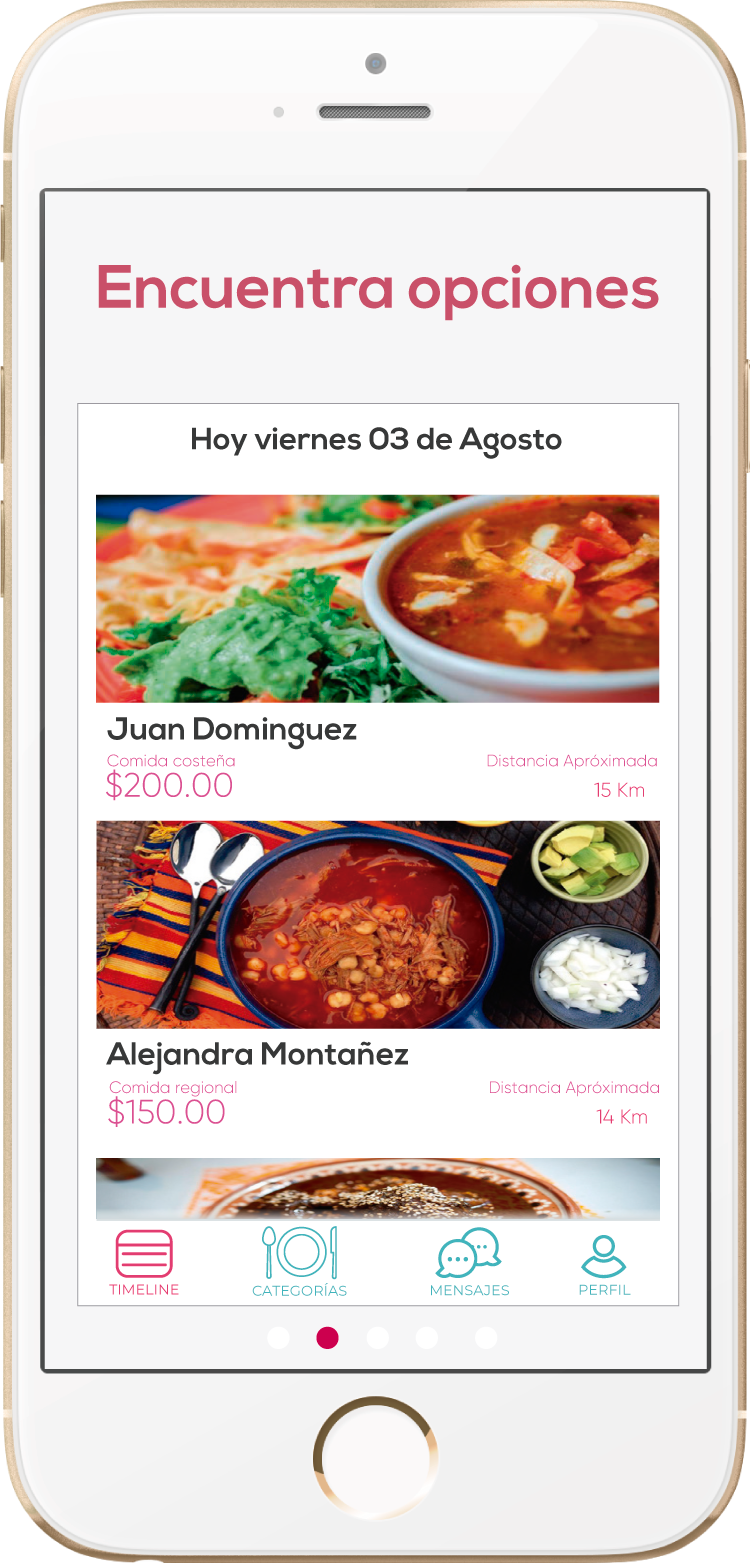 Encuentra opciones
Hoy viernes 03 de Agosto
Juan Dominguez
Comida costeña
Distancia Apróximada
$200.00
15 Km
Alejandra Montañez
Comida regional
Distancia Apróximada
$150.00
14 Km
TIMELINE
CATEGORÍAS
MENSAJES
PERFIL